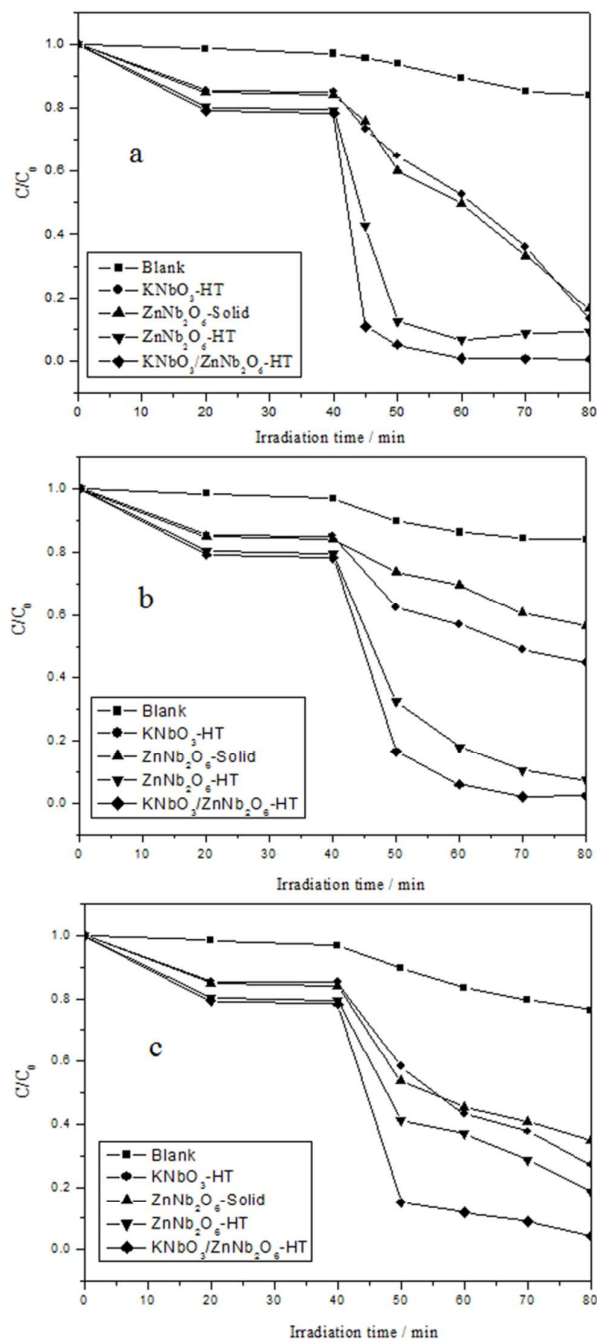 1.0
0.8
0.6
0.4
0.2
0.0
C/C₀
a
Blank
KNbO₃-HT
ZnNb₂O₆-Solid
ZnNb₂O₆-HT
KNbO₃/ZnNb₂O₆-HT
0 10 20 30 40 50 60 70 80
Irradiation time / min
1.0
0.8
0.6
0.4
0.2
0.0
C/C₀
b
Blank
KNbO₃-HT
ZnNb₂O₆-Solid
ZnNb₂O₆-HT
KNbO₃/ZnNb₂O₆-HT
0 10 20 30 40 50 60 70 80
Irradiation time / min
1.0
0.8
0.6
0.4
0.2
0.0
C/C₀
c
Blank
KNbO₃-HT
ZnNb₂O₆-Solid
ZnNb₂O₆-HT
KNbO₃/ZnNb₂O₆-HT
0 10 20 30 40 50 60 70 80
Irradiation time / min